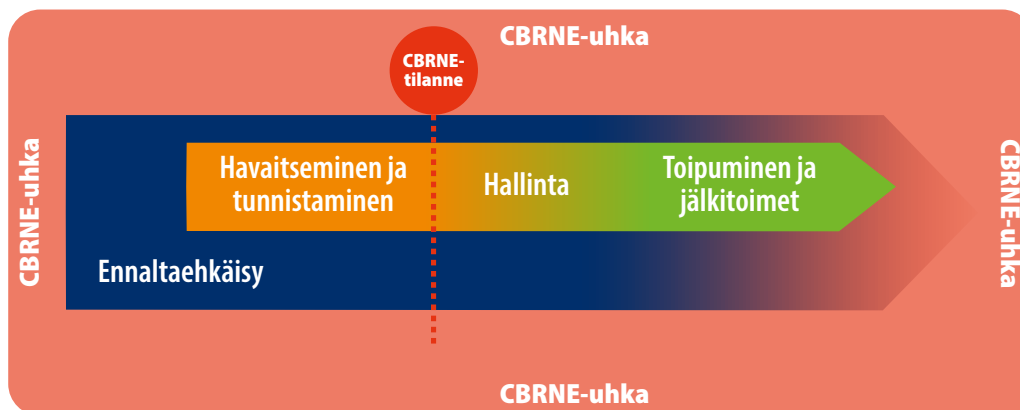 CBRNE-uhka
CBRNE-
tilanne
CBRNE-uhka
Havaitseminen ja
tunnistaminen
Hallinta
Toipuminen ja
jälkitoimet
CBRNE-uhka
Ennaltaehkäisy
CBRNE-uhka